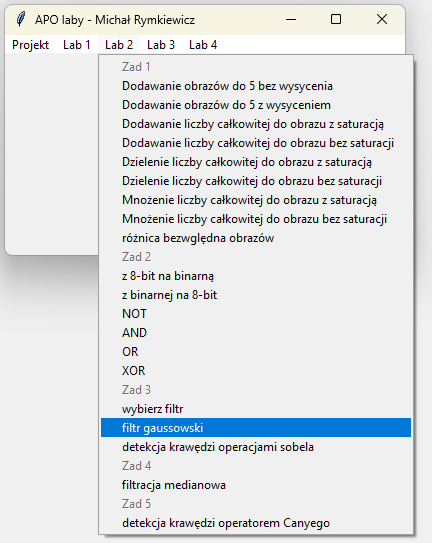 APO laby - Michał Rymkiewicz
Projekt Lab 1 Lab 2 Lab 3 Lab 4
Zad 1
Dodawanie obrazów do 5 bez wysycenia
Dodawanie obrazów do 5 z wysyceniem
Dodawanie liczby całkowitej do obrazu z saturacją
Dodawanie liczby całkowitej do obrazu bez saturacji
Dzielenie liczby całkowitej do obrazu z saturacją
Dzielenie liczby całkowitej do obrazu bez saturacji
Mnożenie liczby całkowitej do obrazu z saturacją
Mnożenie liczby całkowitej do obrazu bez saturacji
różnica bezwględna obrazów
Zad 2
z 8-bit na binarną
z binarnej na 8-bit
NOT
AND
OR
XOR
Zad 3
wybierz filtr
filtr gaussowski
detekcja krawędzi operacjami sobela
Zad 4
filtracja medianowa
Zad 5
detekcja krawędzi operatorem Canyego